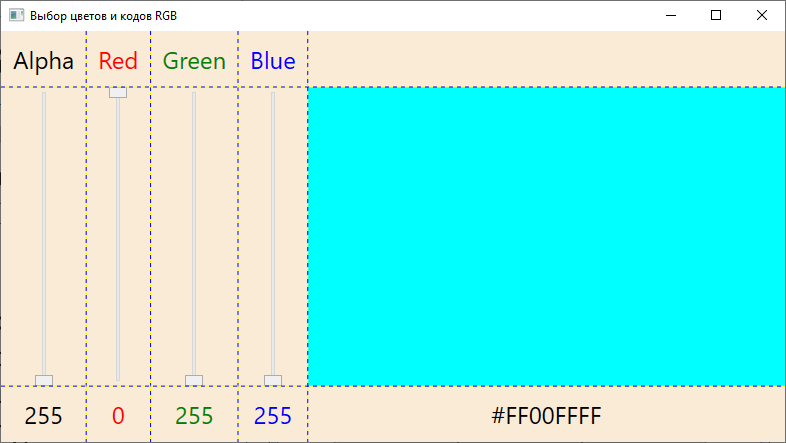 Выбор цветов и кодов RGB
Alpha Red Green Blue
255 0 255 255 #FF00FFFF